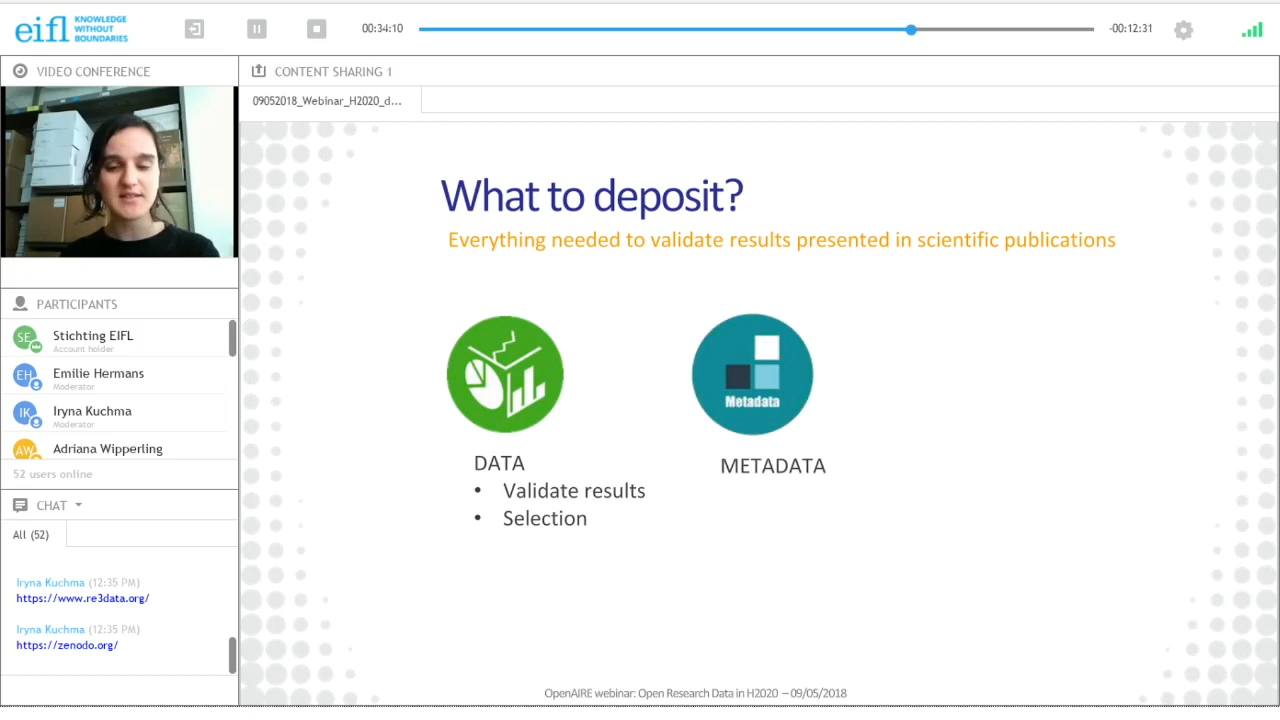 eifl KNOWLEDGE
WITHOUT
BOUNDARIES
00:34:10
-00:12:31
VIDEO CONFERENCE
CONTENT SHARING 1
09052018_Webinar_H2020_d...
What to deposit?
Everything needed to validate results presented in scientific publications
Metadata
DATA
• Validate results
• Selection
METADATA
OpenAIRE webinar: Open Research Data in H2020 – 09/05/2018
PARTICIPANTS
SE Stichting EIFL
Account holder
EH Emilie Hermans
Moderator
IK Iryna Kuchma
Moderator
AW Adriana Wipperling
52 users online
CHAT
All (52)
Iryna Kuchma (12:35 PM)
https://www.re3data.org/
Iryna Kuchma (12:35 PM)
https://zenodo.org/